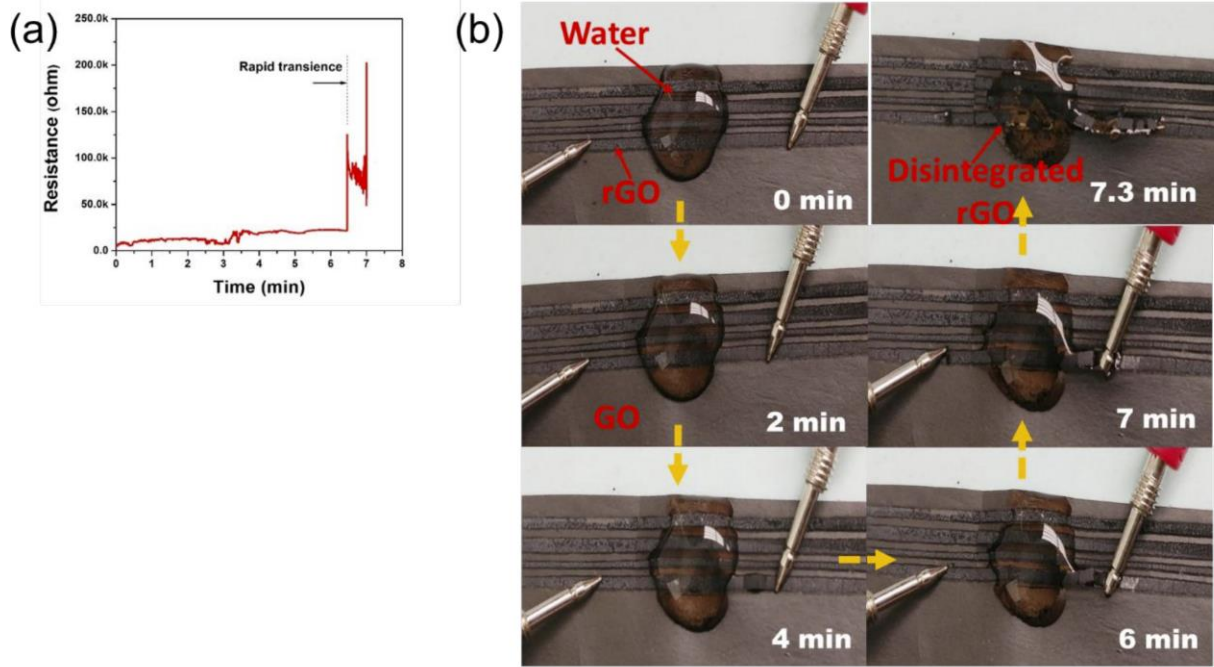 (a)
250.0k
200.0k
150.0k
100.0k
50.0k
0.0
Resistance (ohm)
Rapid transience
0 1 2 3 4 5 6 7 8
Time (min)
(b)
Water
rGO
0 min
Disintegrated
rGO
7.3 min
GO
2 min
7 min
4 min
6 min